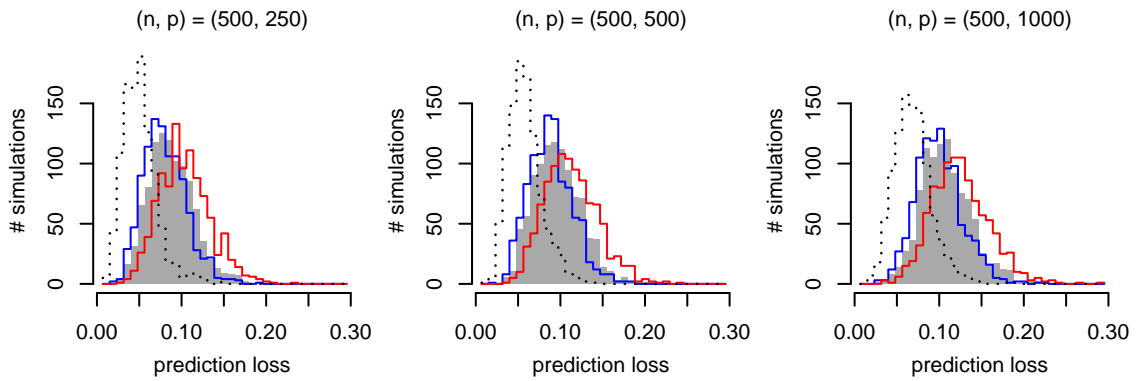 (n, p) = (500, 250)
# simulations
0 50 100 150
0.00 0.10 0.20 0.30
prediction loss
(n, p) = (500, 500)
# simulations
0 50 100 150
0.00 0.10 0.20 0.30
prediction loss
(n, p) = (500, 1000)
# simulations
0 50 100 150
0.00 0.10 0.20 0.30
prediction loss